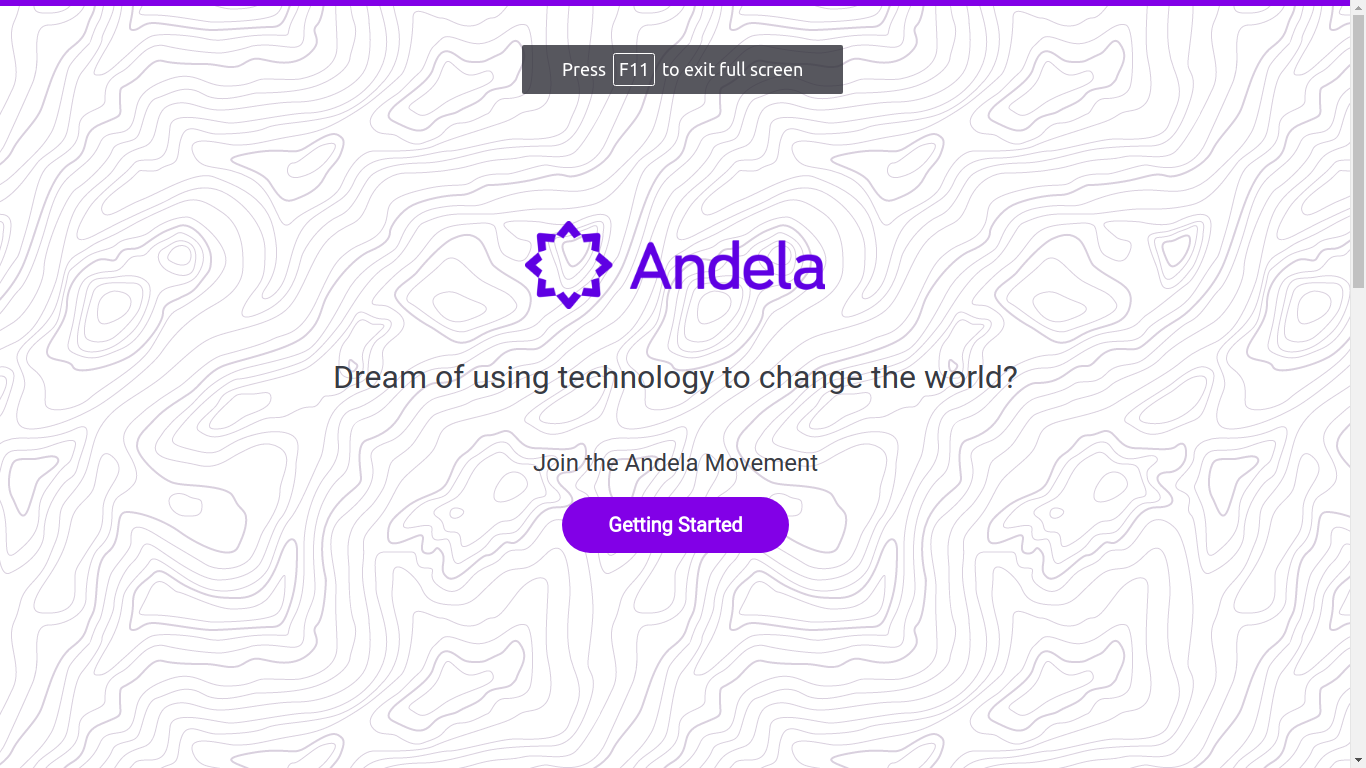 Press F11 to exit full screen
Andela
Dream of using technology to change the world?
Join the Andela Movement
Getting Started